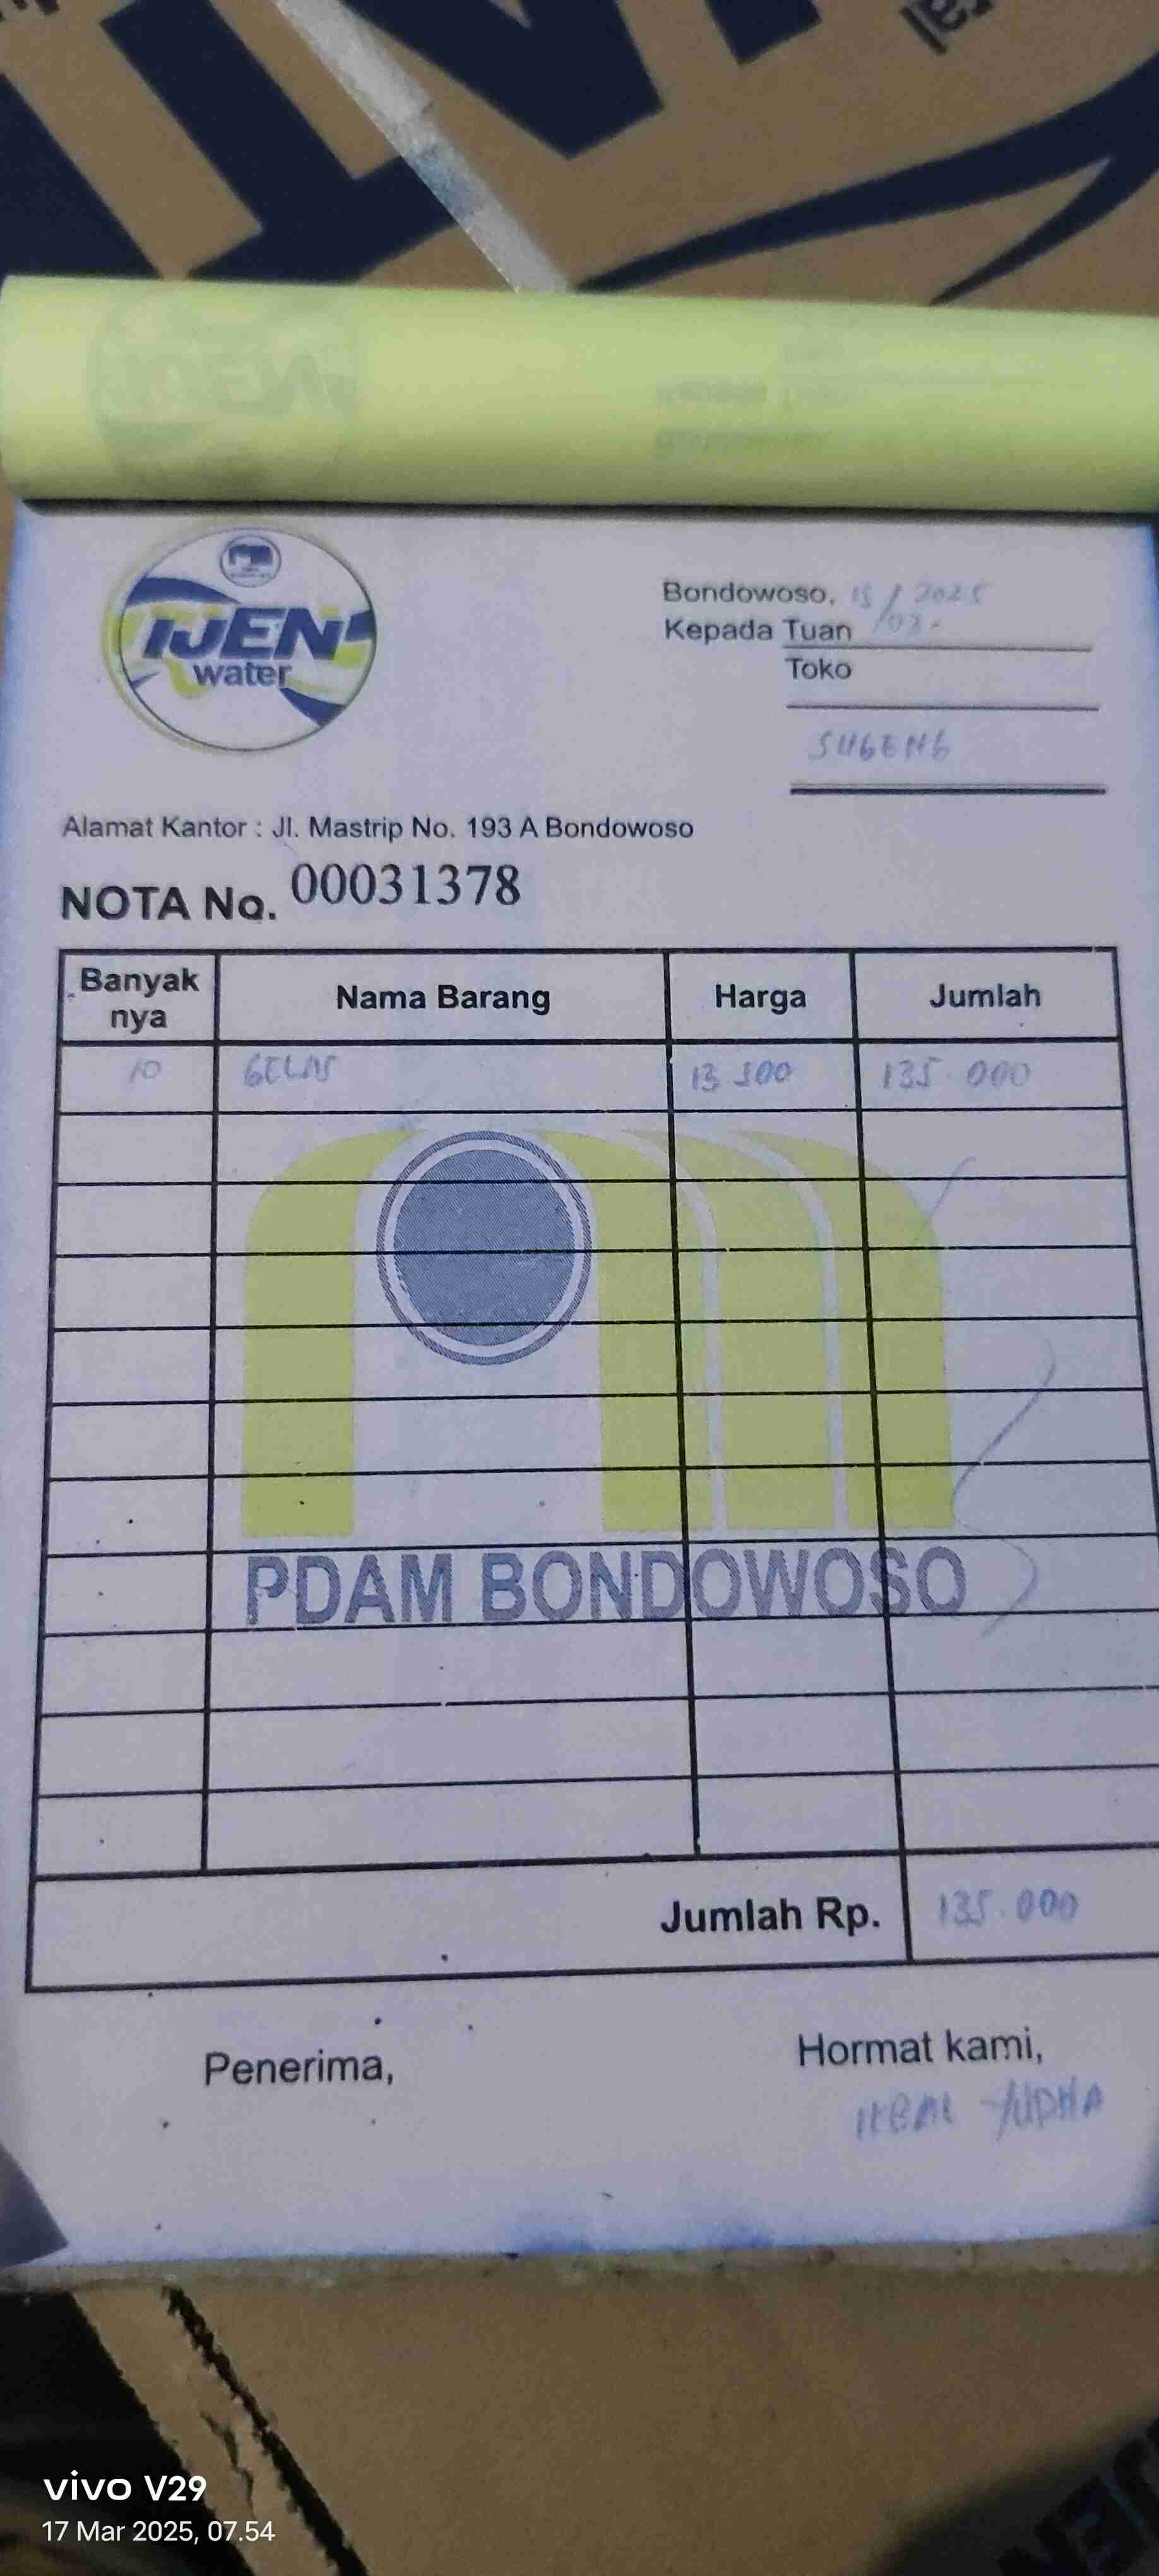 IJEN
water
Bondowoso, 15/03-2025
Kepada Tuan
Toko
SUGENG
Alamat Kantor : Jl. Mastrip No. 193 A Bondowoso
NOTA No. 00031378
Banyak nya Nama Barang Harga Jumlah
10 GELAS 13 500 135.000
PDAM BONDOWOSO
Jumlah Rp. 135.000
Penerima, Hormat kami,
vivo V29
17 Mar 2025, 07.54